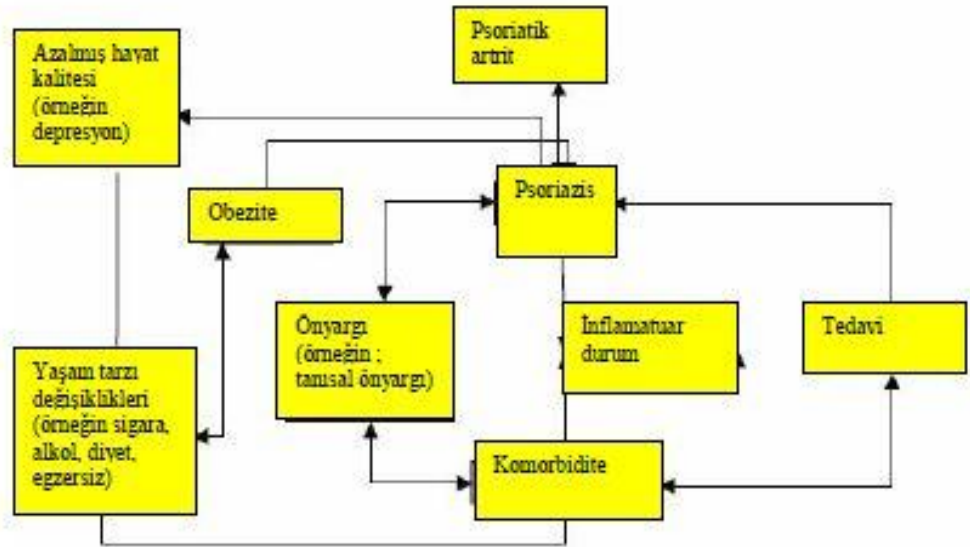 Azalmış hayat
kalitesi
(örneğin
depresyon)
Psoriatik
artrit
Obezite
Psoriazis
Önyargı
(örneğin ;
tanısal önyargı)
İnflamatuar
durum
Tedavi
Yaşam tarzı
değişiklikleri
(örneğin sigara,
alkol, diyet,
egzersiz)
Komorbidite